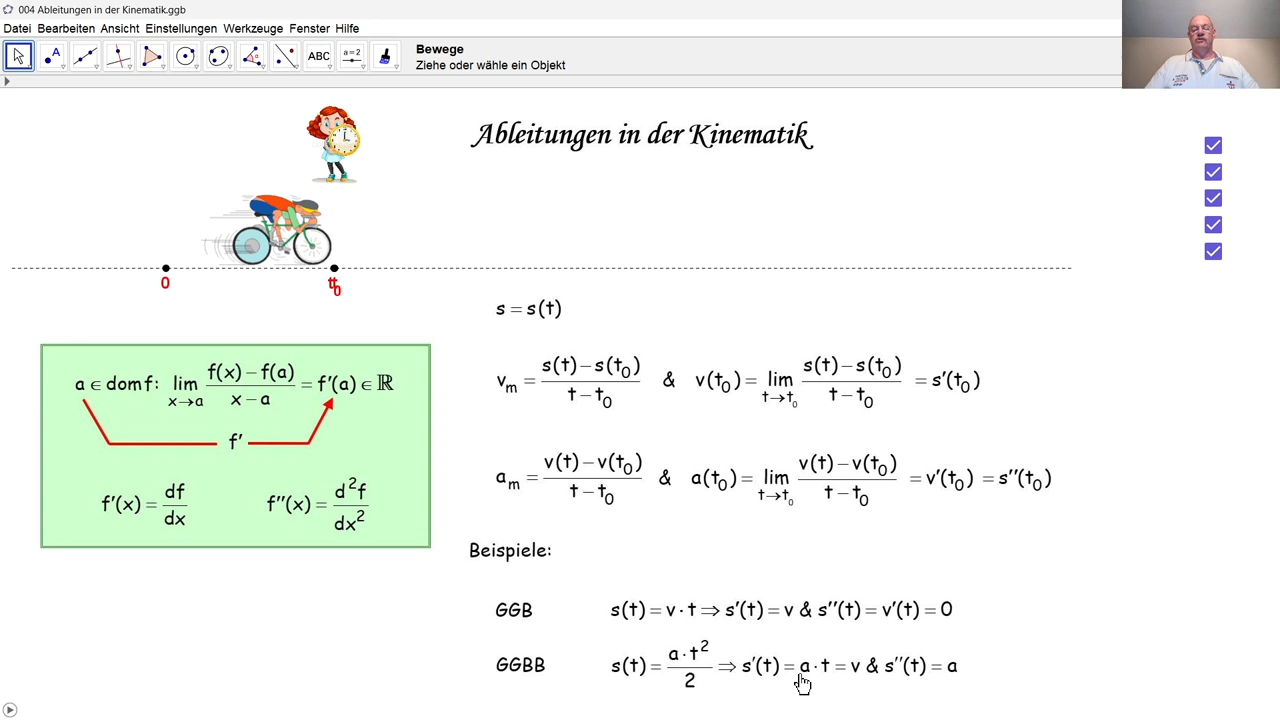 004 Ableitungen in der Kinematik.ggb
Datei Bearbeiten Ansicht Einstellungen Werkzeuge Fenster Hilfe
A ABC a=2
Bewege
Ziehe oder wähle ein Objekt
Ableitungen in der Kinematik
0 t t₀
s = s(t)
a ∈ dom f: lim x→a (f(x) − f(a))/(x − a) = f′(a) ∈ ℝ
f′
f′(x) = df/dx f′′(x) = d²f/dx²
vₘ = (s(t) − s(t₀))/(t − t₀) & v(t₀) = lim t→t₀ (s(t) − s(t₀))/(t − t₀) = s′(t₀)
aₘ = (v(t) − v(t₀))/(t − t₀) & a(t₀) = lim t→t₀ (v(t) − v(t₀))/(t − t₀) = v′(t₀) = s′′(t₀)
Beispiele:
GGB s(t) = v · t ⇒ s′(t) = v & s′′(t) = v′(t) = 0
GGBB s(t) = (a · t²)/2 ⇒ s′(t) = a · t = v & s′′(t) = a